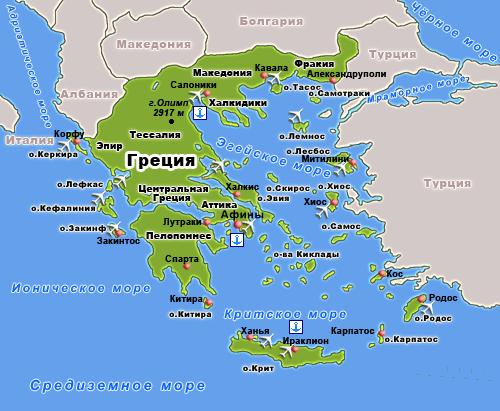 Болгария
Чёрное море
Адриатическое море
Македония
Фракия
Турция
Кавала
Македония
Александруполи
Салоники
о.Тасос
о.Самотраки
Мраморное море
Албания
г.Олимп
2917 м
Халкидики
Италия
Корфу
Фессалия
о.Лемнос
Эпир
Эгейское море
о.Лесбос
о.Керкира
Греция
Митилини
о.Лефкас
Центральная
Греция
Халкис
о.Скирос
о.Хиос
Турция
о.Эвия
о.Кефалиния
Аттика
Хиос
Лутраки
Афины
о.Закинф
Пелопоннес
о.Самос
Закинтос
о-ва Киклады
Спарта
Кос
Ионическое море
Китира
Родос
о.Китира
Критское море
о.Родос
Ханья
Карпатос
Ираклион
о.Карпатос
о.Крит
Средиземное море